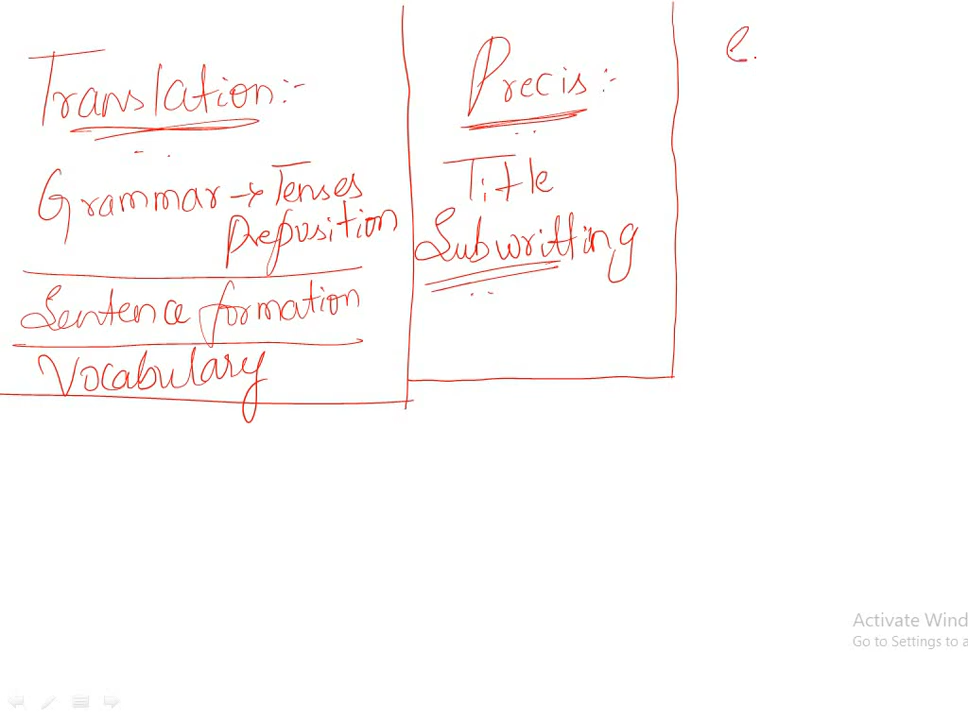 Translation:-
Grammar → Tenses
Preposition
Sentence formation
Vocabulary
Precis:-
Title
Subwritting
e.
Activate Wind
Go to Settings to a